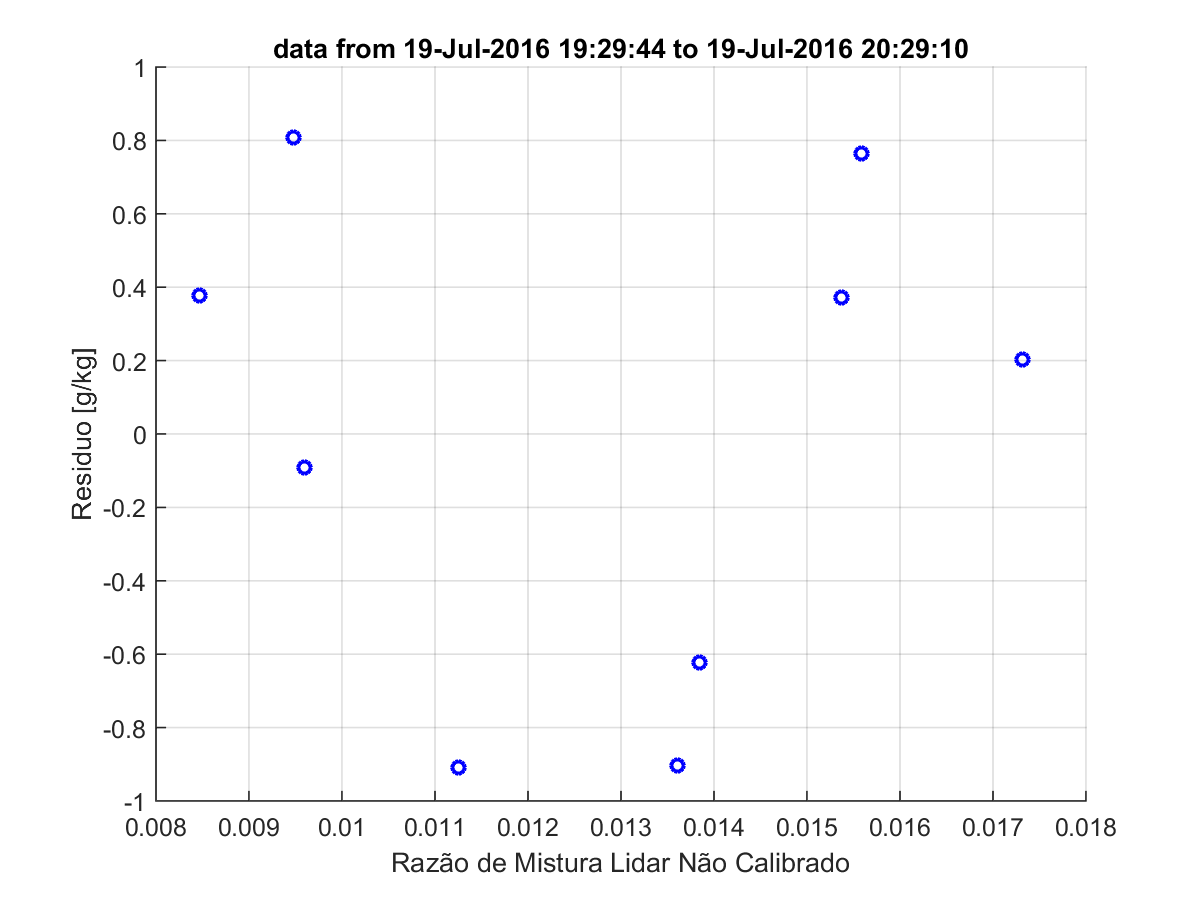 data from 19-Jul-2016 19:29:44 to 19-Jul-2016 20:29:10
1
0.8
0.6
0.4
0.2
0
-0.2
-0.4
-0.6
-0.8
-1
Residuo [g/kg]
0.008 0.009 0.01 0.011 0.012 0.013 0.014 0.015 0.016 0.017 0.018
Razão de Mistura Lidar Não Calibrado